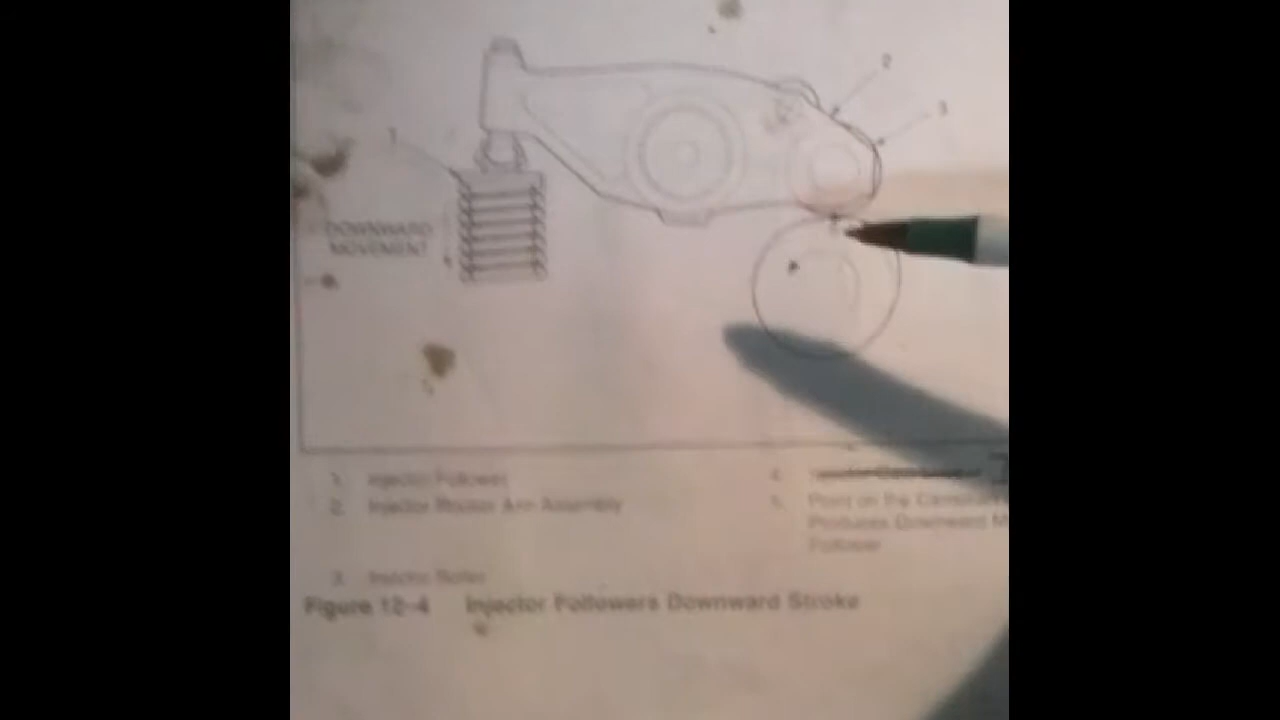 2
3
1
DOWNWARD
MOVEMENT
1. Injector Follower
2. Injector Rocker Arm Assembly
3. Injector Roller
4.
5. Point on the
Produces Downward
Follower
Figure 12-4 Injector Followers Downward Stroke